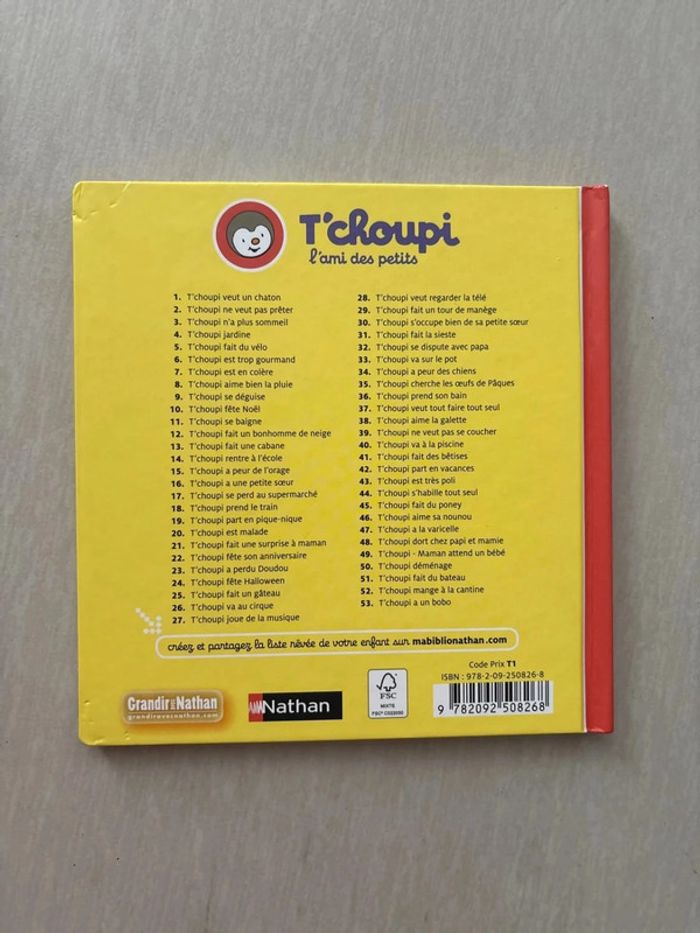 T'choupi
l'ami des petits
1. T'choupi veut un chaton
2. T'choupi ne veut pas prêter
3. T'choupi n'a plus sommeil
4. T'choupi jardine
5. T'choupi fait du vélo
6. T'choupi est trop gourmand
7. T'choupi est en colère
8. T'choupi aime bien la pluie
9. T'choupi se déguise
10. T'choupi fête Noël
11. T'choupi se baigne
12. T'choupi fait un bonhomme de neige
13. T'choupi fait une cabane
14. T'choupi rentre à l'école
15. T'choupi a peur de l'orage
16. T'choupi a une petite sœur
17. T'choupi se perd au supermarché
18. T'choupi prend le train
19. T'choupi part en pique-nique
20. T'choupi est malade
21. T'choupi fait une surprise à maman
22. T'choupi fête son anniversaire
23. T'choupi a perdu Doudou
24. T'choupi fête Halloween
25. T'choupi fait un gâteau
26. T'choupi va au cirque
27. T'choupi joue de la musique
28. T'choupi veut regarder la télé
29. T'choupi fait un tour de manège
30. T'choupi s'occupe bien de sa petite sœur
31. T'choupi fait la sieste
32. T'choupi se dispute avec papa
33. T'choupi va sur le pot
34. T'choupi a peur des chiens
35. T'choupi cherche les œufs de Pâques
36. T'choupi prend son bain
37. T'choupi veut tout faire tout seul
38. T'choupi aime la galette
39. T'choupi ne veut pas se coucher
40. T'choupi va à la piscine
41. T'choupi fait des bêtises
42. T'choupi part en vacances
43. T'choupi est très poli
44. T'choupi s'habille tout seul
45. T'choupi fait du poney
46. T'choupi aime sa nounou
47. T'choupi a la varicelle
48. T'choupi dort chez papi et mamie
49. T'choupi - Maman attend un bébé
50. T'choupi déménage
51. T'choupi fait du bateau
52. T'choupi mange à la cantine
53. T'choupi a un bobo
créez et partagez la liste rêvée de votre enfant sur mabiblionathan.com
Code Prix T1
ISBN : 978-2-09-250826-8
9 782092 508268
Grandir avec Nathan
grandiravecnathan.com
Nathan
FSC
MIXTE